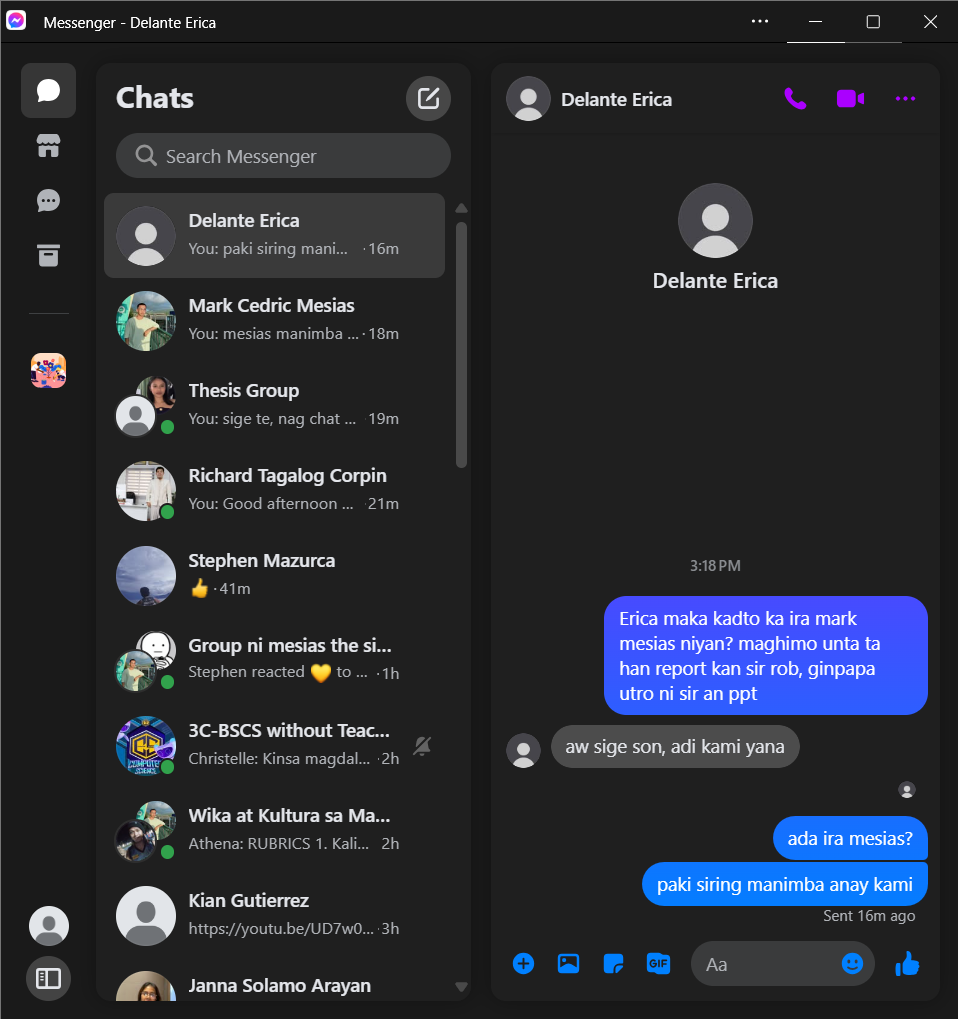 Messenger - Delante Erica
Chats
Search Messenger
Delante Erica
You: paki siring mani... · 16m
Mark Cedric Mesias
You: mesias manimba ... · 18m
Thesis Group
You: sige te, nag chat ... · 19m
Richard Tagalog Corpin
You: Good afternoon ... · 21m
Stephen Mazurca
👍 · 41m
Group ni mesias the si...
Stephen reacted 💛 to ... · 1h
3C-BSCS without Teac...
Christelle: Kinsa magdal... · 2h
Wika at Kultura sa Ma...
Athena: RUBRICS 1. Kali... 2h
Kian Gutierrez
https://youtu.be/UD7w0... · 3h
Janna Solamo Arayan
Delante Erica
Delante Erica
3:18 PM
Erica maka kadto ka ira mark
mesias niyan? maghimo unta ta
han report kan sir rob, ginpapa
utro ni sir an ppt
aw sige son, adi kami yana
ada ira mesias?
paki siring manimba anay kami
Sent 16m ago
GIF
Aa